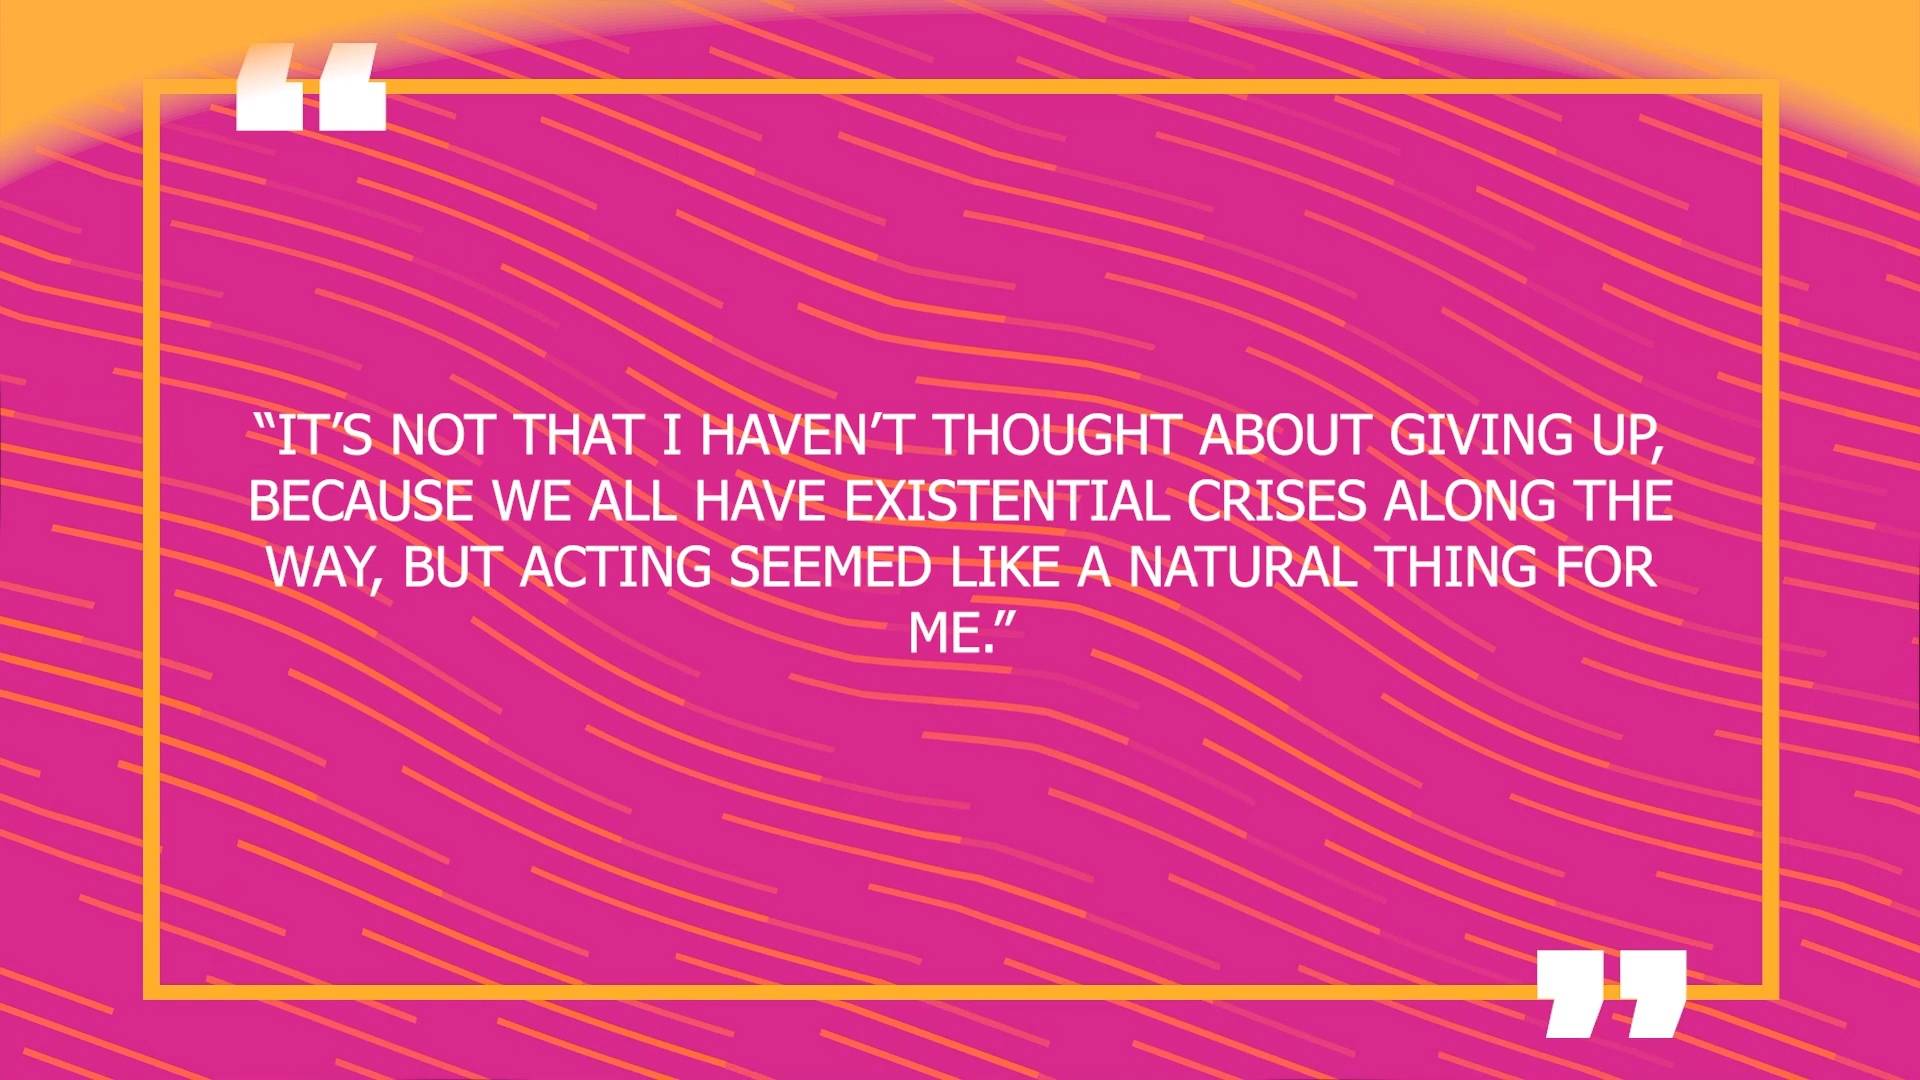 “IT’S NOT THAT I HAVEN’T THOUGHT ABOUT GIVING UP,
BECAUSE WE ALL HAVE EXISTENTIAL CRISES ALONG THE
WAY, BUT ACTING SEEMED LIKE A NATURAL THING FOR
ME.”